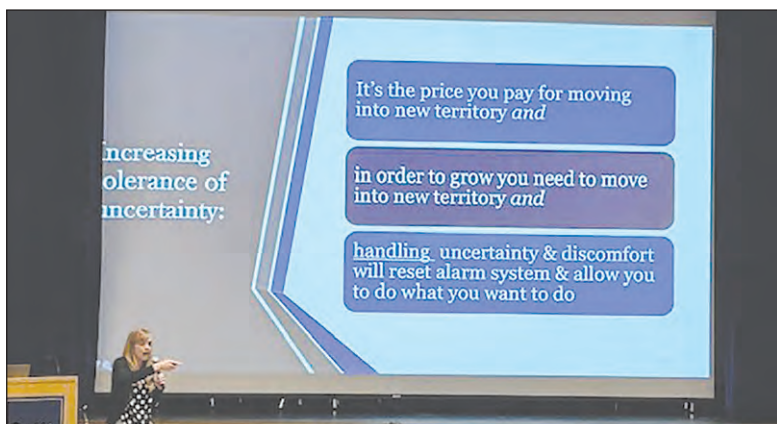 Increasing
olerance of
uncertainty:
It's the price you pay for moving
into new territory and
in order to grow you need to move
into new territory and
handling uncertainty & discomfort
will reset alarm system & allow you
to do what you want to do